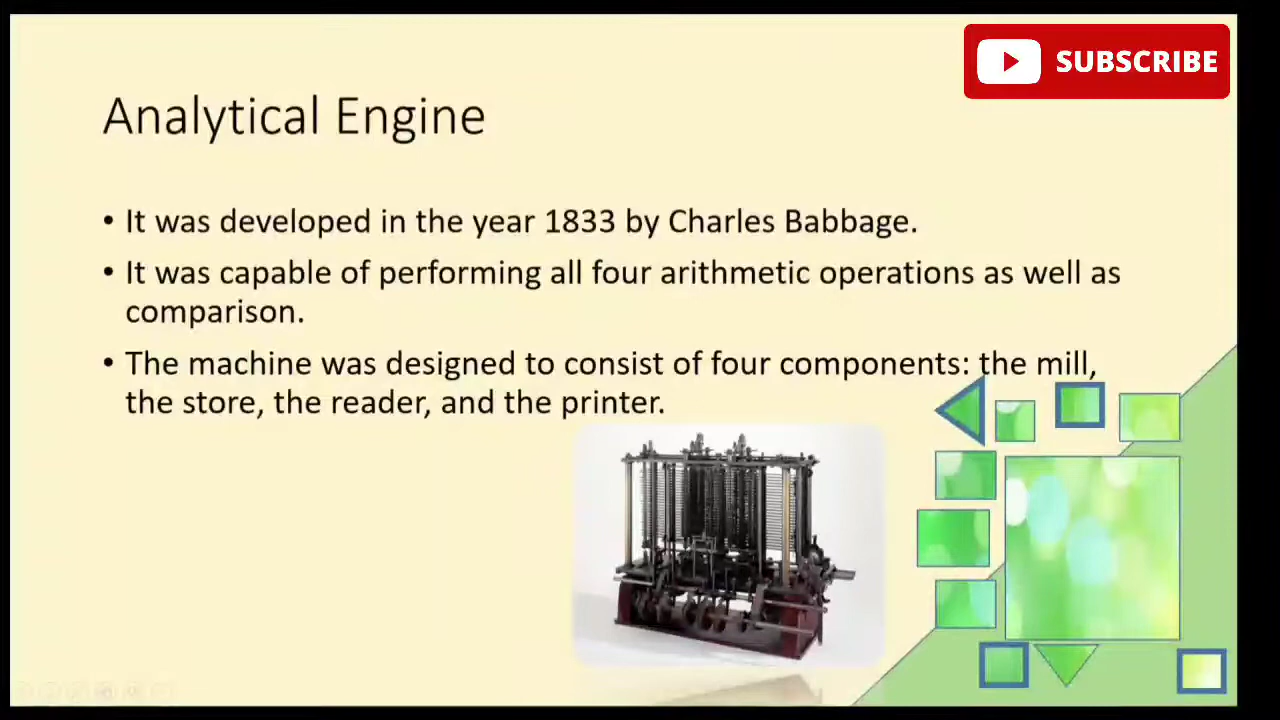 SUBSCRIBE
Analytical Engine
• It was developed in the year 1833 by Charles Babbage.
• It was capable of performing all four arithmetic operations as well as
comparison.
• The machine was designed to consist of four components: the mill,
the store, the reader, and the printer.